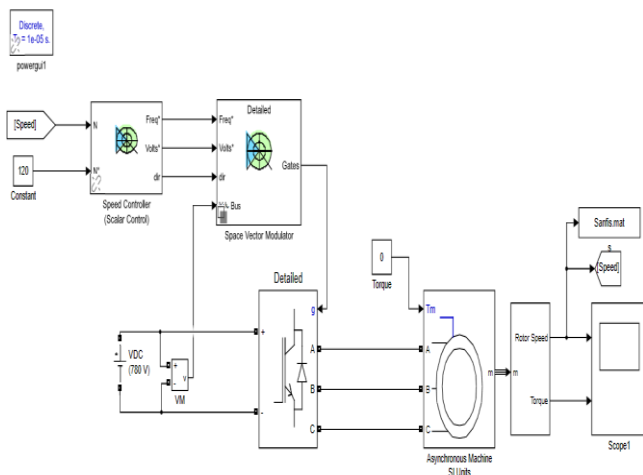 Discrete,
= 1e-05 s.
powergui1
[Speed]
N
N*
120
Constant
Freq*
Volts*
dir
Speed Controller
(Scalar Control)
Detailed
Freq*
Volts*
dir
Bus
Gates
Space Vector Modulator
VDC
(780 V)
+
-
+
-
v
VM
Detailed
+
-
g
A
B
C
0
Torque
Tm
A
B
C
m
Asynchronous Machine
SI Units
m
Rotor Speed
Torque
Sanfis.mat
s
[Speed]
Scope1